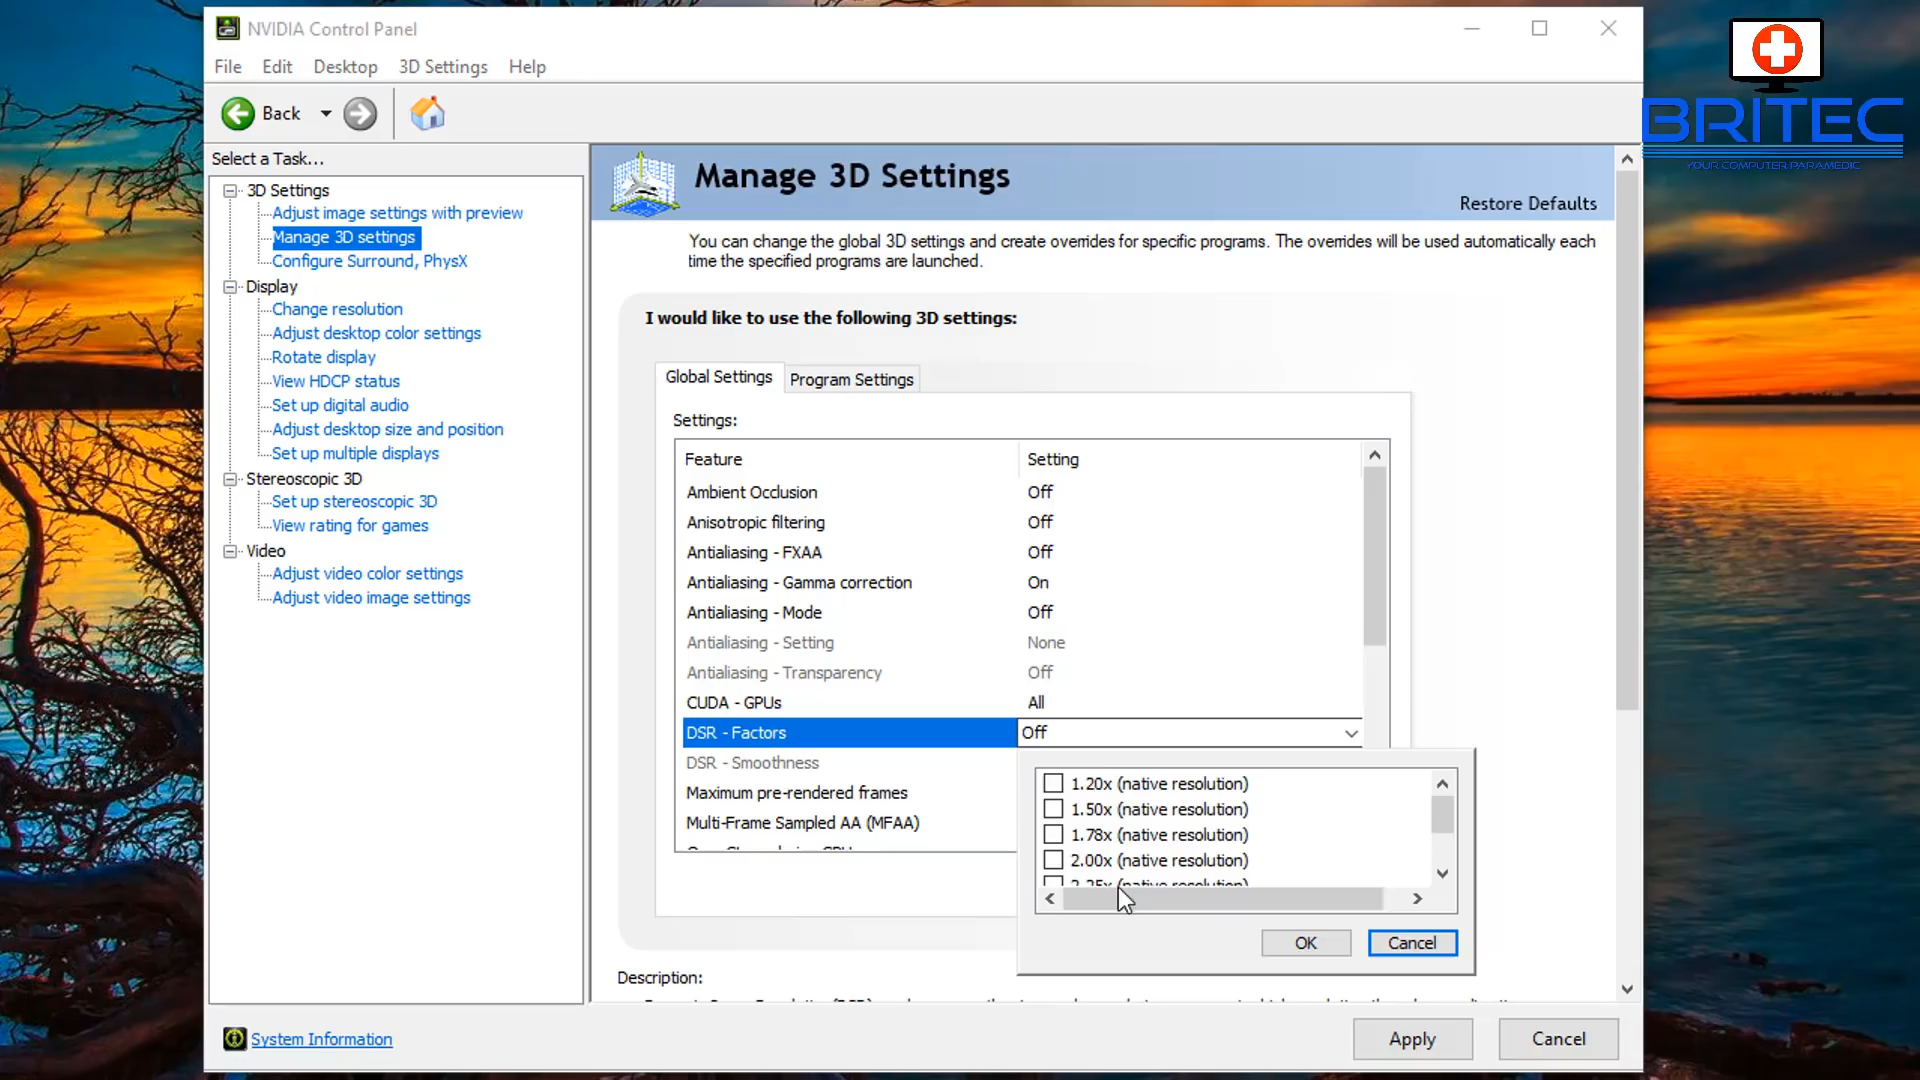 NVIDIA Control Panel
BRITEC
YOUR COMPUTER PARAMEDIC
File Edit Desktop 3D Settings Help
Back
Select a Task...
3D Settings
Adjust image settings with preview
Manage 3D settings
Configure Surround, PhysX
Display
Change resolution
Adjust desktop color settings
Rotate display
View HDCP status
Set up digital audio
Adjust desktop size and position
Set up multiple displays
Stereoscopic 3D
Set up stereoscopic 3D
View rating for games
Video
Adjust video color settings
Adjust video image settings
System Information
Manage 3D Settings
Restore Defaults
You can change the global 3D settings and create overrides for specific programs. The overrides will be used automatically each
time the specified programs are launched.
I would like to use the following 3D settings:
Global Settings Program Settings
Settings:
Feature Setting
Ambient Occlusion Off
Anisotropic filtering Off
Antialiasing - FXAA Off
Antialiasing - Gamma correction On
Antialiasing - Mode Off
Antialiasing - Setting None
Antialiasing - Transparency Off
CUDA - GPUs All
DSR - Factors Off
DSR - Smoothness
Maximum pre-rendered frames
Multi-Frame Sampled AA (MFAA)
1.20x (native resolution)
1.50x (native resolution)
1.78x (native resolution)
2.00x (native resolution)
2.25x (native resolution)
OK Cancel
Description:
Apply Cancel